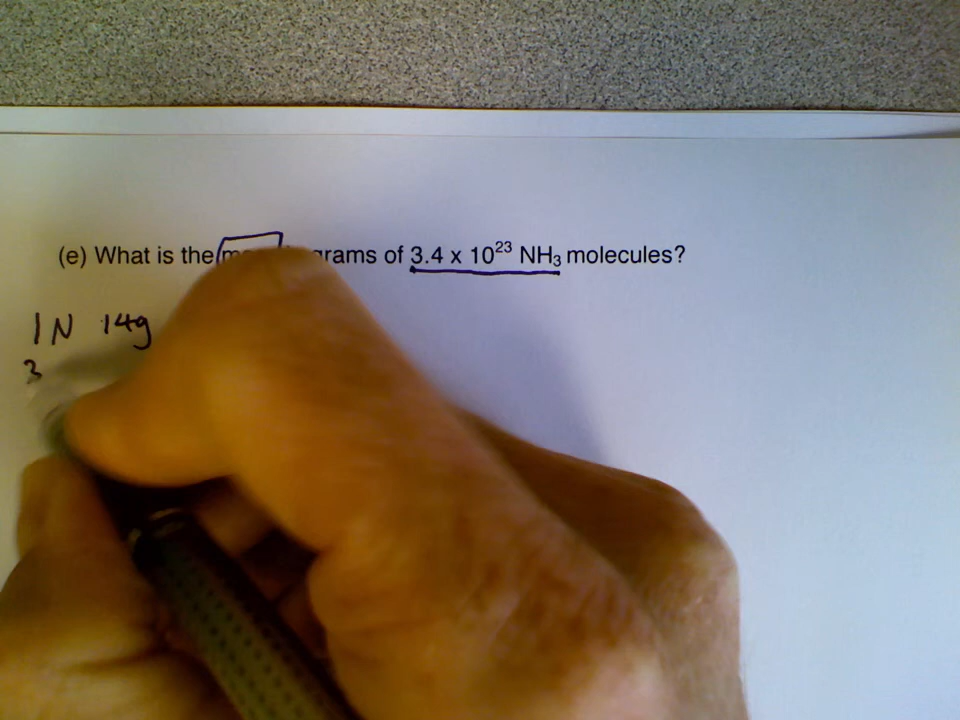 (e) What is the grams of 3.4 x 10²³ NH₃ molecules?
1N 14g
3